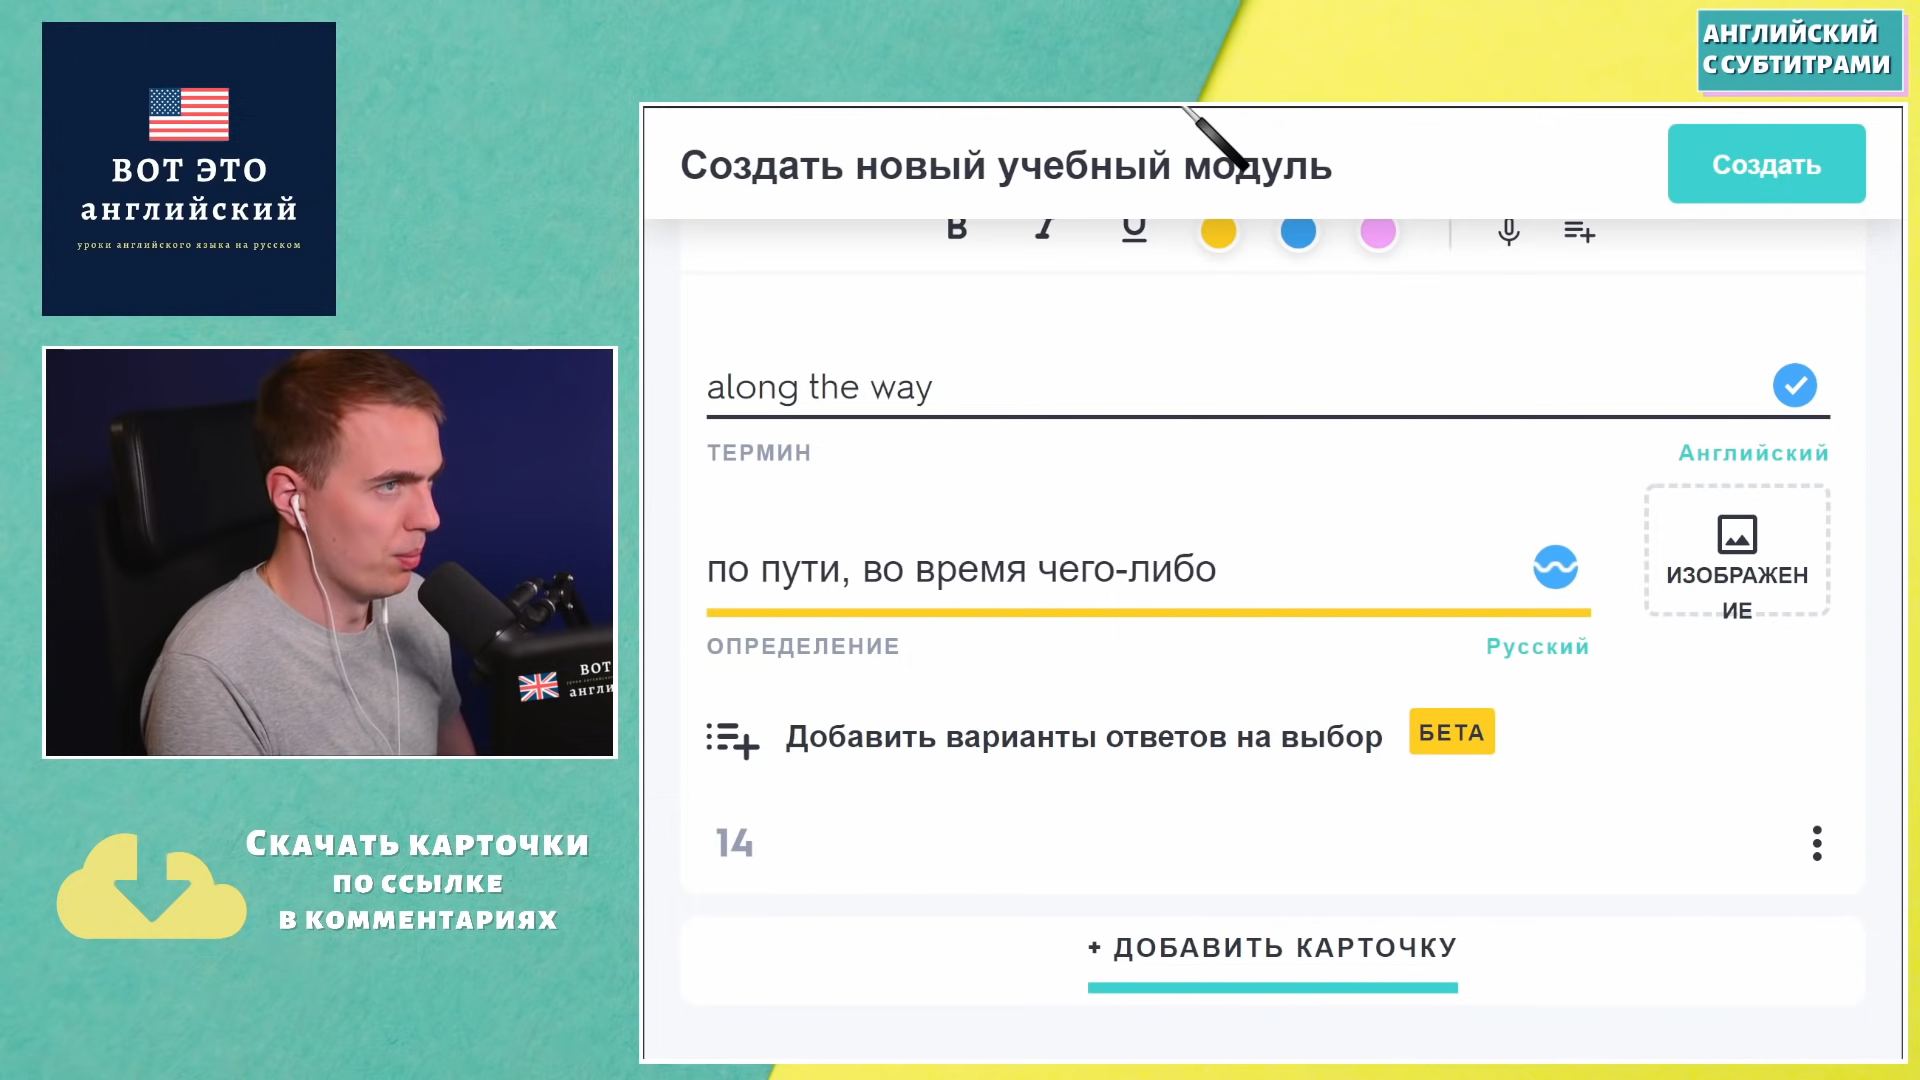 ВОТ ЭТО
английский
уроки английского языка на русском
АНГЛИЙСКИЙ
С СУБТИТРАМИ
Создать новый учебный модуль
Создать
B I U
along the way
ТЕРМИН
Английский
по пути, во время чего-либо
ИЗОБРАЖЕН
ИЕ
ОПРЕДЕЛЕНИЕ
Русский
Добавить варианты ответов на выбор
БЕТА
14
+ ДОБАВИТЬ КАРТОЧКУ
ВОТ
англи
Скачать карточки
по ссылке
в комментариях